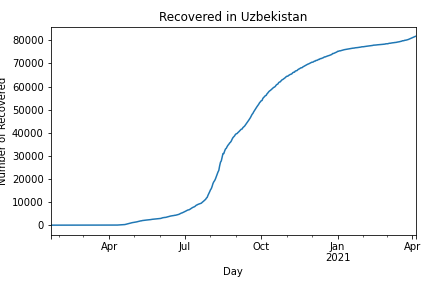 Recovered in Uzbekistan
Number of Recovered
80000
70000
60000
50000
40000
30000
20000
10000
0
Apr
Jul
Oct
Jan
2021
Apr
Day